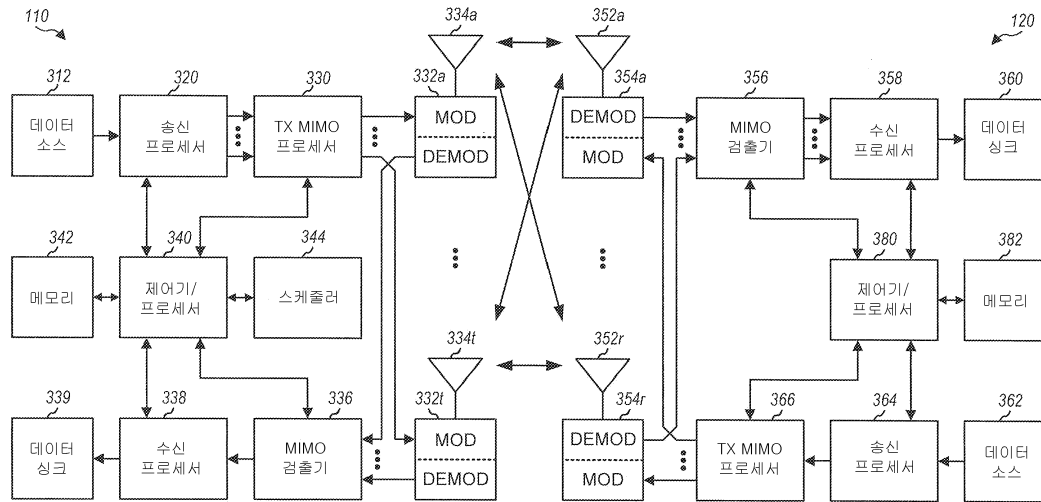 110
120
334a
352a
312
320
330
332a
354a
356
358
360
데이터
소스
송신
프로세서
TX MIMO
프로세서
MOD
DEMOD
DEMOD
MOD
MIMO
검출기
수신
프로세서
데이터
싱크
342
340
344
380
382
메모리
제어기/
프로세서
스케줄러
제어기/
프로세서
메모리
334t
352r
339
338
336
332t
354r
366
364
362
데이터
싱크
수신
프로세서
MIMO
검출기
MOD
DEMOD
DEMOD
MOD
TX MIMO
프로세서
송신
프로세서
데이터
소스